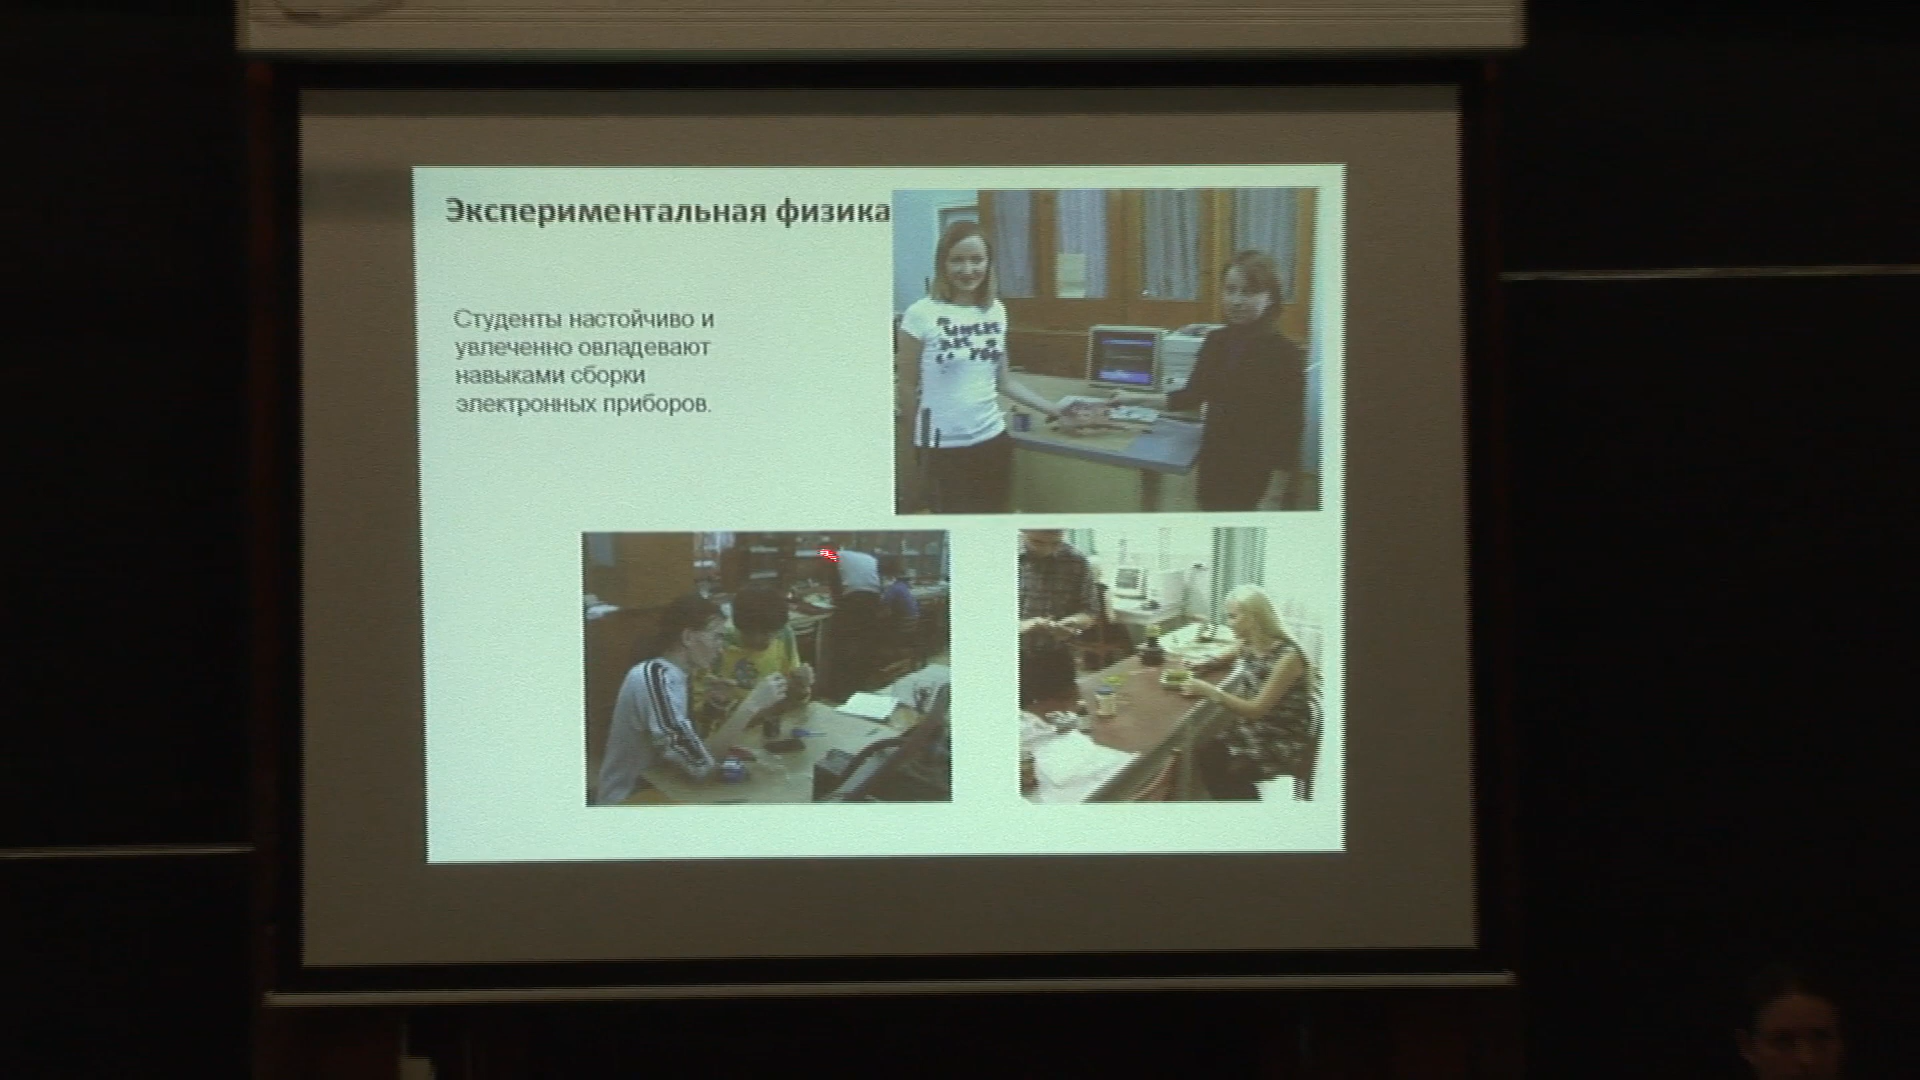 Экспериментальная физика
Студенты настойчиво и
увлеченно овладевают
навыками сборки
электронных приборов.